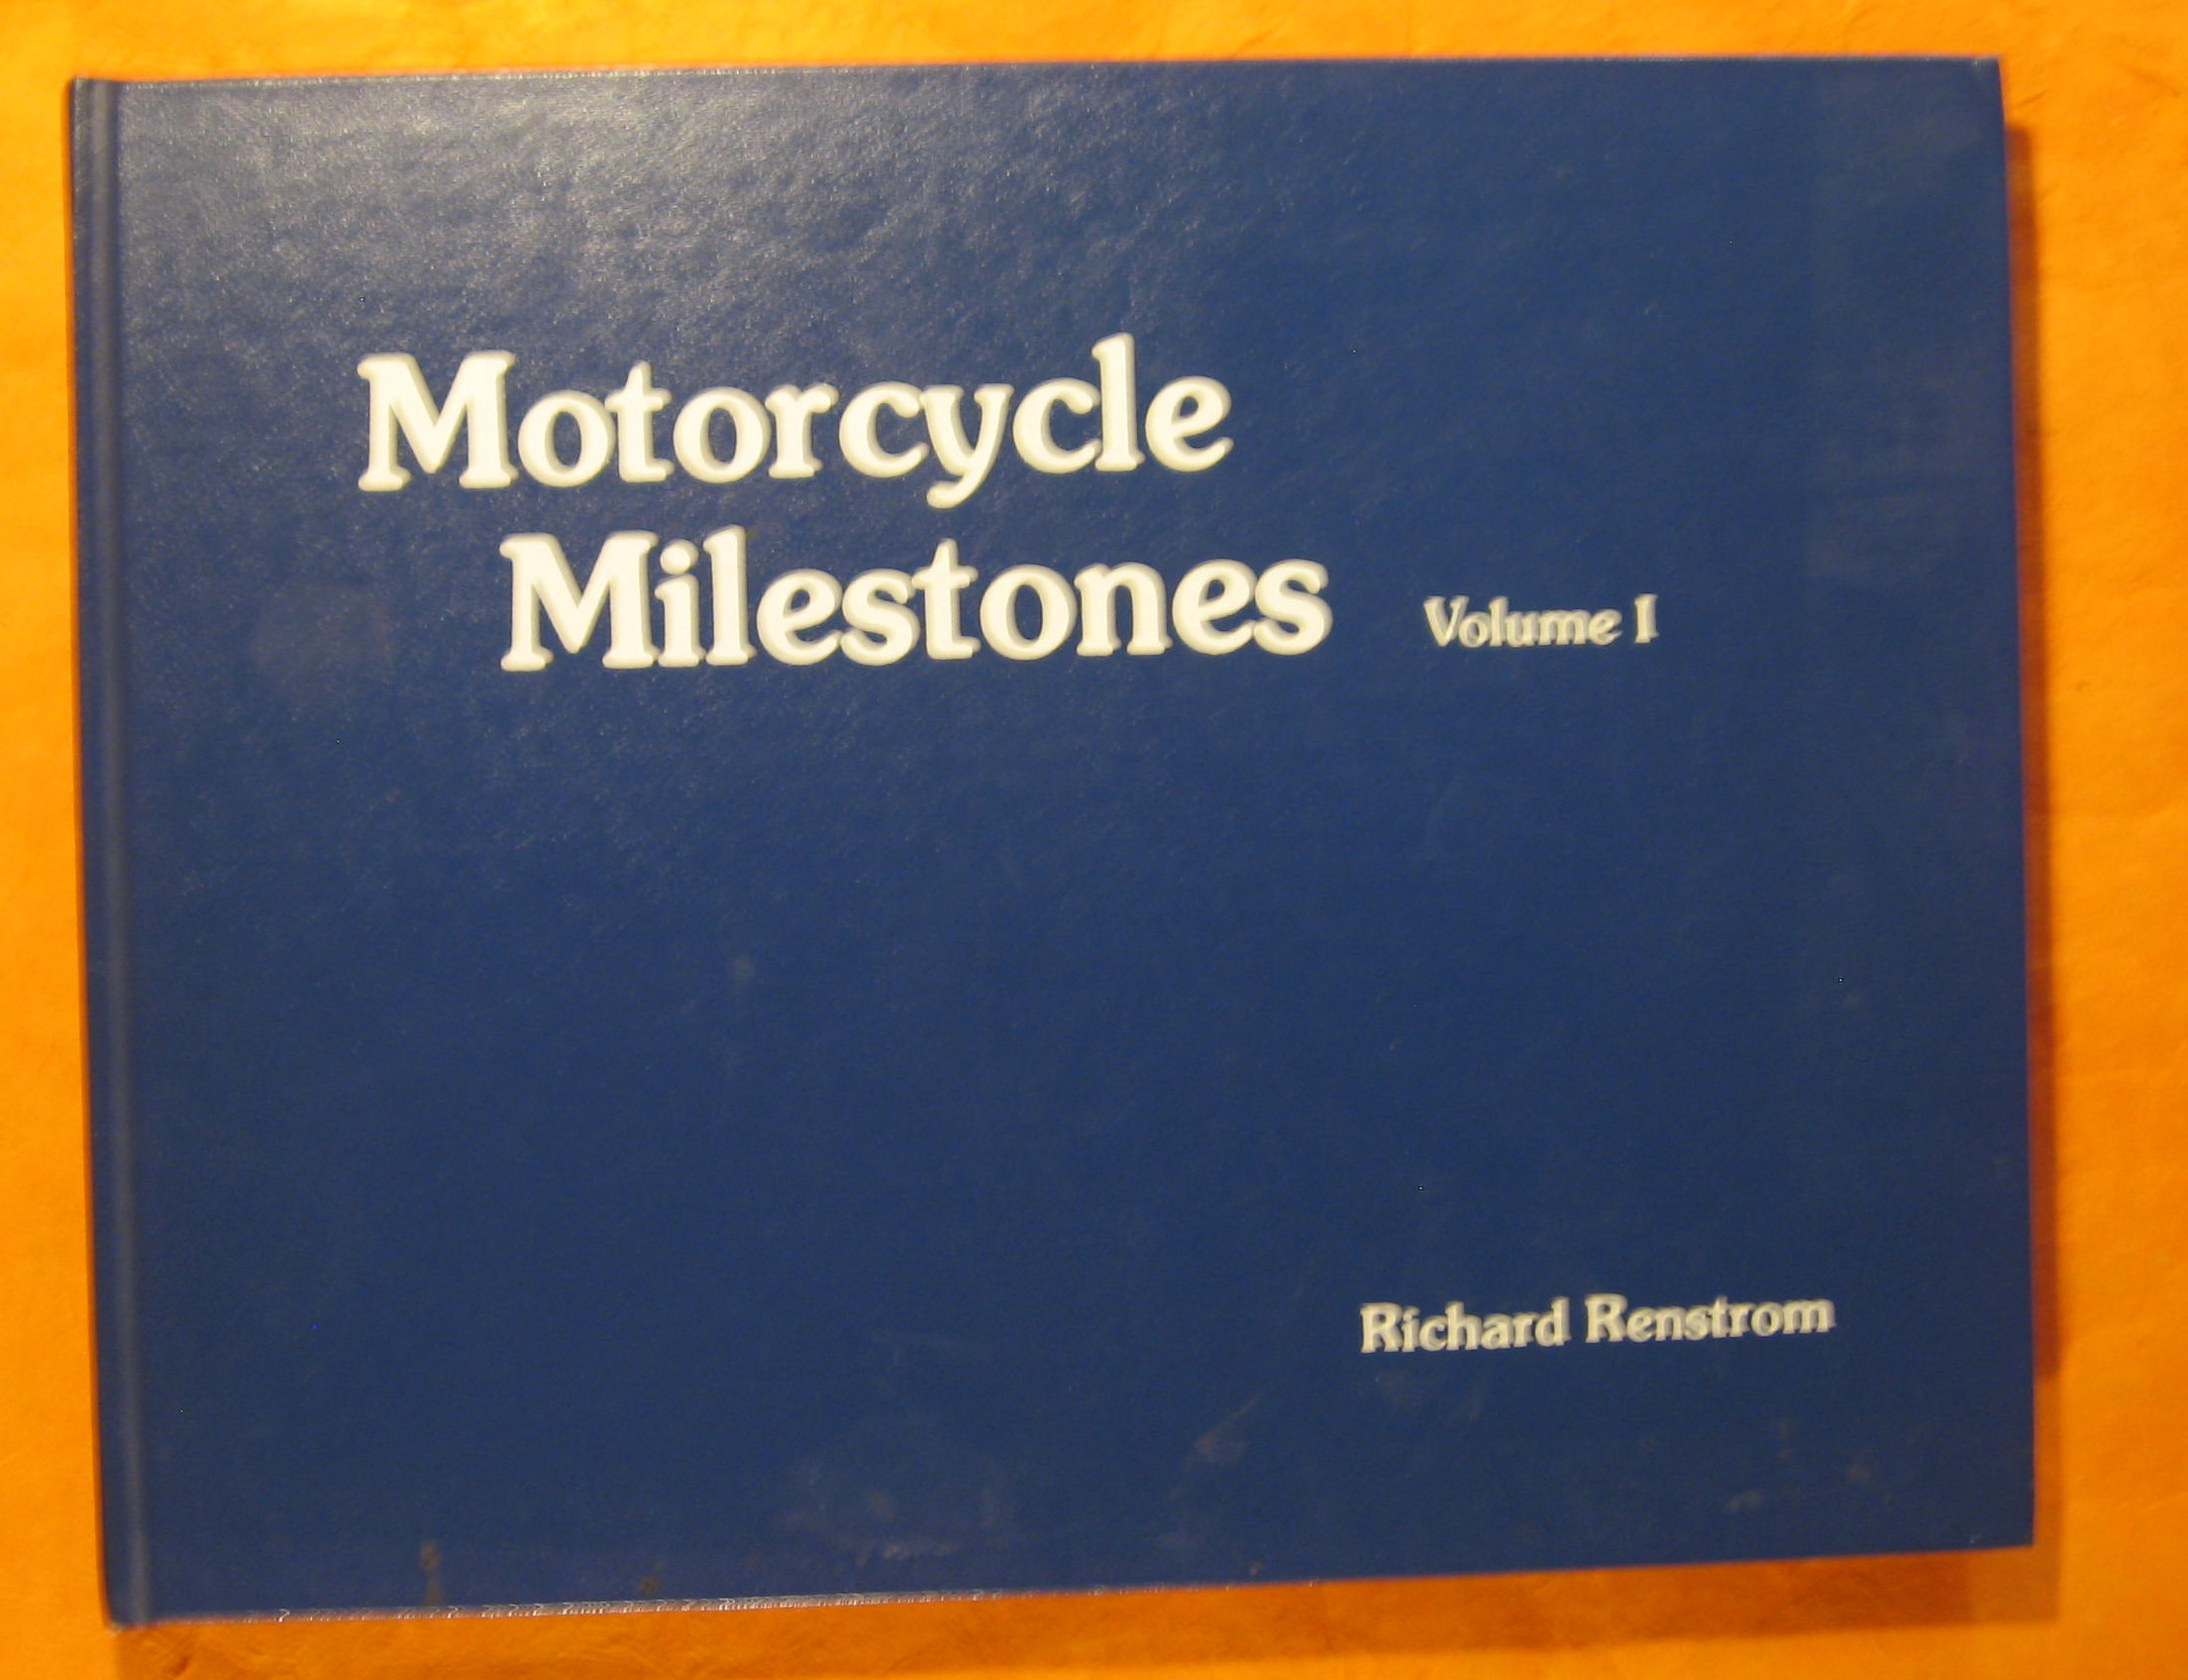 Motorcycle
Milestones Volume I
Richard Renstrom